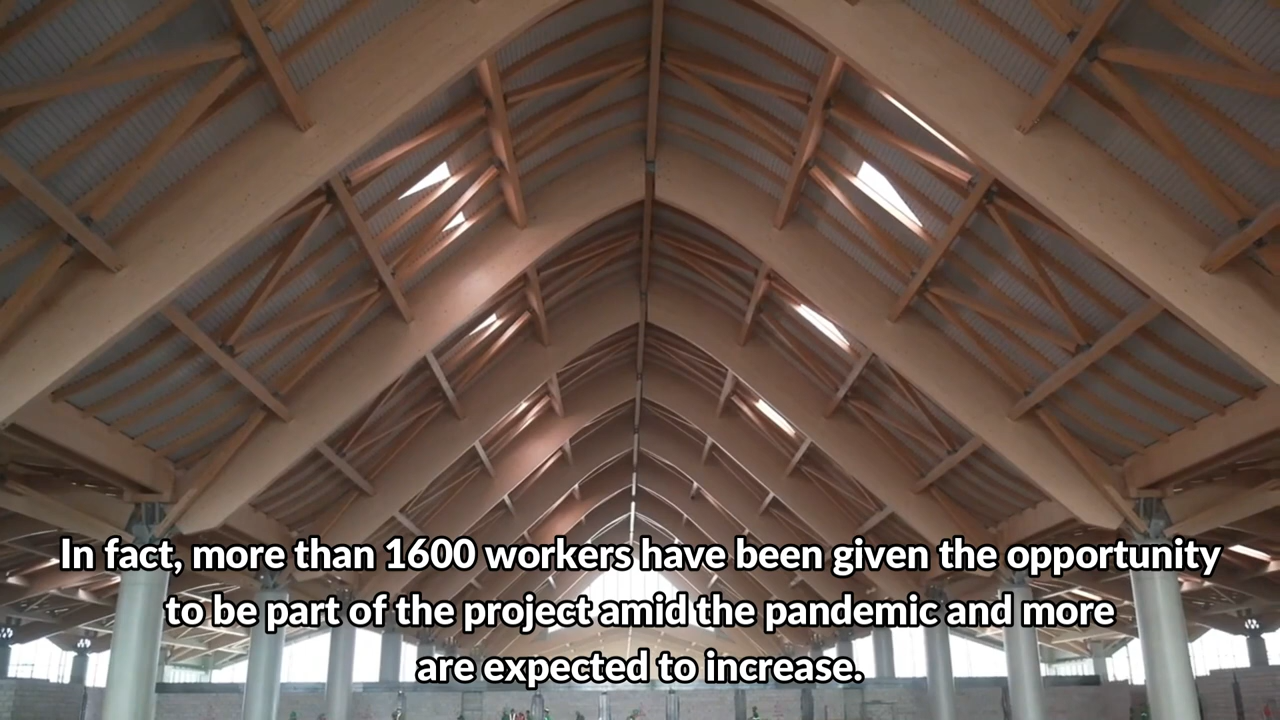 In fact, more than 1600 workers have been given the opportunity
to be part of the project amid the pandemic and more
are expected to increase.